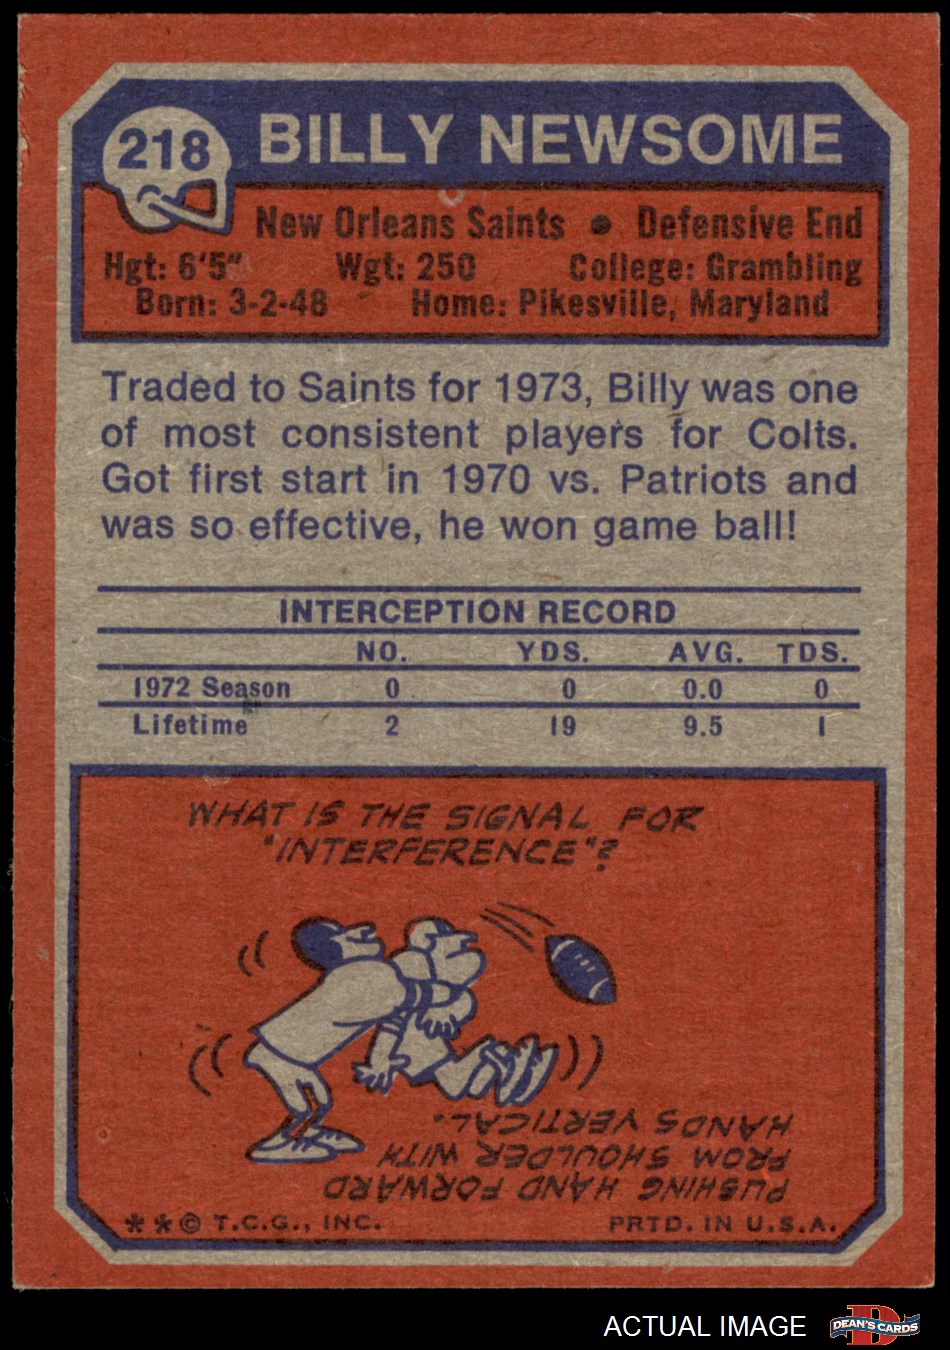 218 BILLY NEWSOME
New Orleans Saints • Defensive End
Hgt: 6'5" Wgt: 250 College: Grambling
Born: 3-2-48 Home: Pikesville, Maryland
Traded to Saints for 1973, Billy was one
of most consistent players for Colts.
Got first start in 1970 vs. Patriots and
was so effective, he won game ball!
INTERCEPTION RECORD
NO. YDS. AVG. TDS.
1972 Season 0 0 0.0 0
Lifetime 2 19 9.5 1
WHAT IS THE SIGNAL FOR
"INTERFERENCE"?
PUSHING HAND FORWARD
FROM SHOULDER WITH
HANDS VERTICAL.
**© T.C.G., INC. PRTD. IN U.S.A.
ACTUAL IMAGE D DEAN'S CARDS